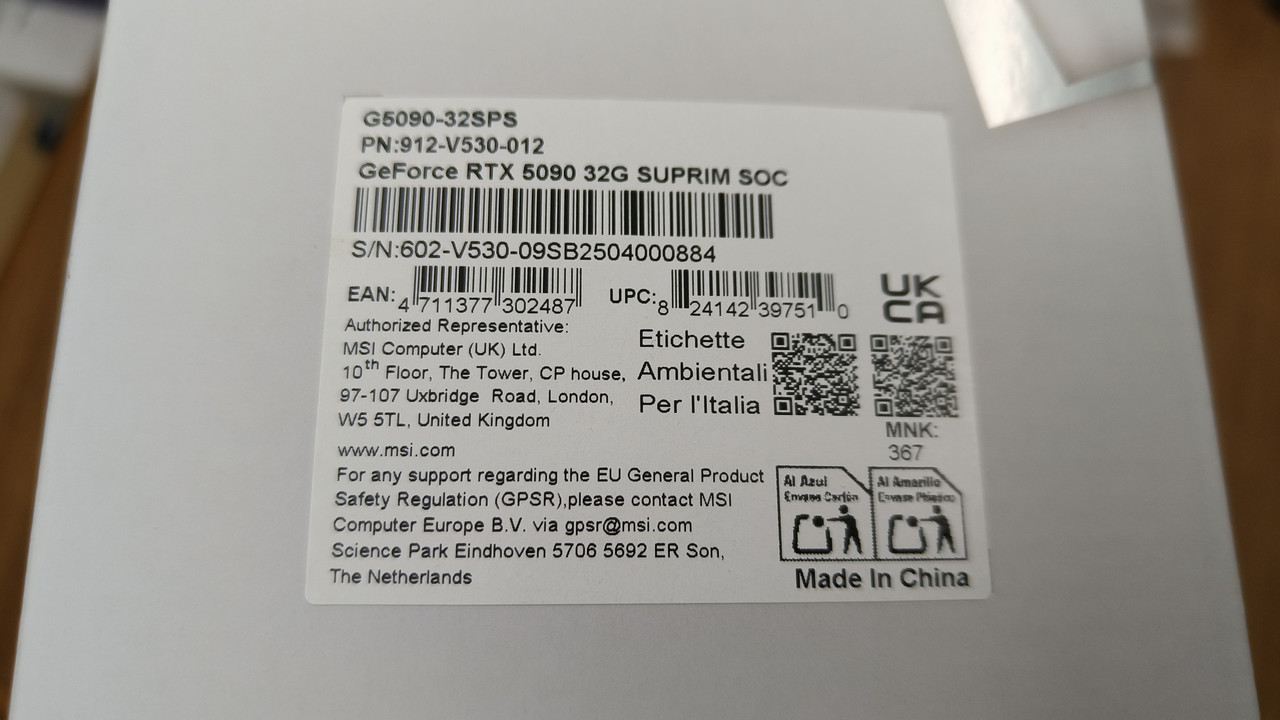 G5090-32SPS
PN:912-V530-012
GeForce RTX 5090 32G SUPRIM SOC
S/N:602-V530-09SB2504000884
EAN: 4 711377 302487
UPC: 8 24142 39751 0
UK
CA
Authorized Representative:
MSI Computer (UK) Ltd.
10th Floor, The Tower, CP house,
97-107 Uxbridge Road, London,
W5 5TL, United Kingdom
www.msi.com
For any support regarding the EU General Product
Safety Regulation (GPSR),please contact MSI
Computer Europe B.V. via gpsr@msi.com
Science Park Eindhoven 5706 5692 ER Son,
The Netherlands
Etichette
Ambientali
Per l'Italia
MNK:
367
Al Azul
Envase Cartón
Al Amarillo
Envase Plástico
Made In China